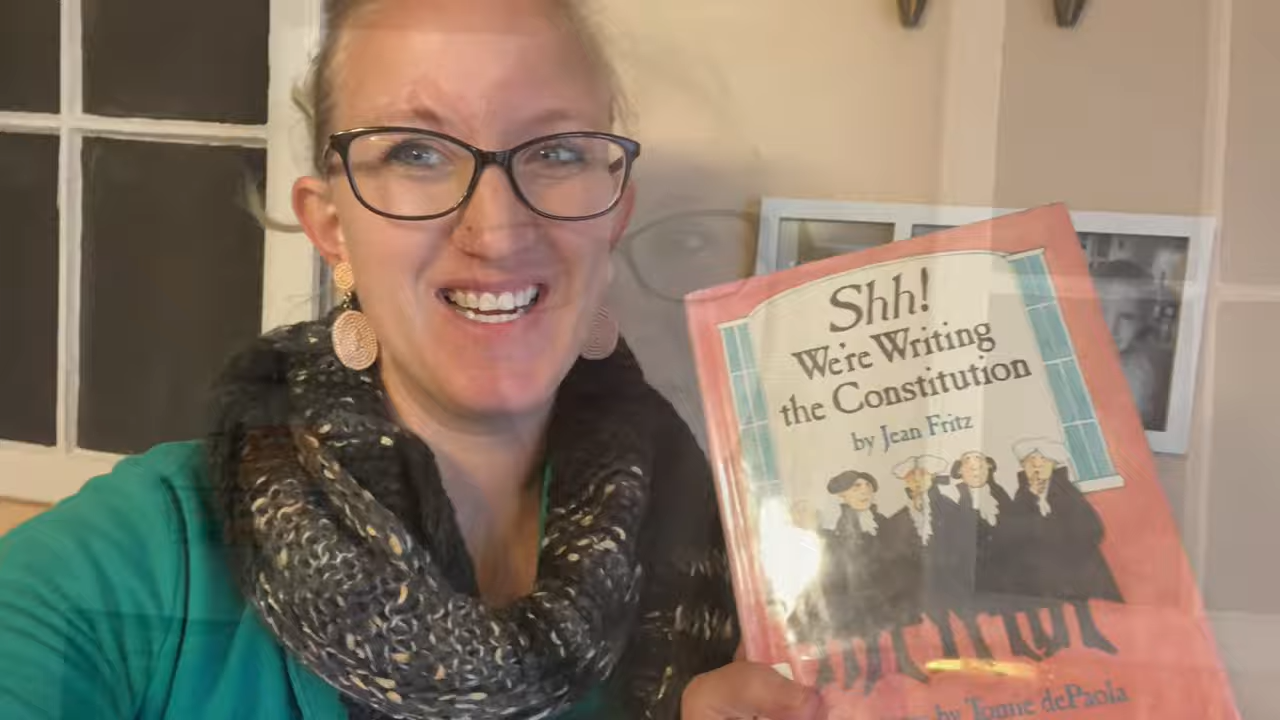 Shh!
We're Writing
the Constitution
by Jean Fritz
by Tomie dePaola